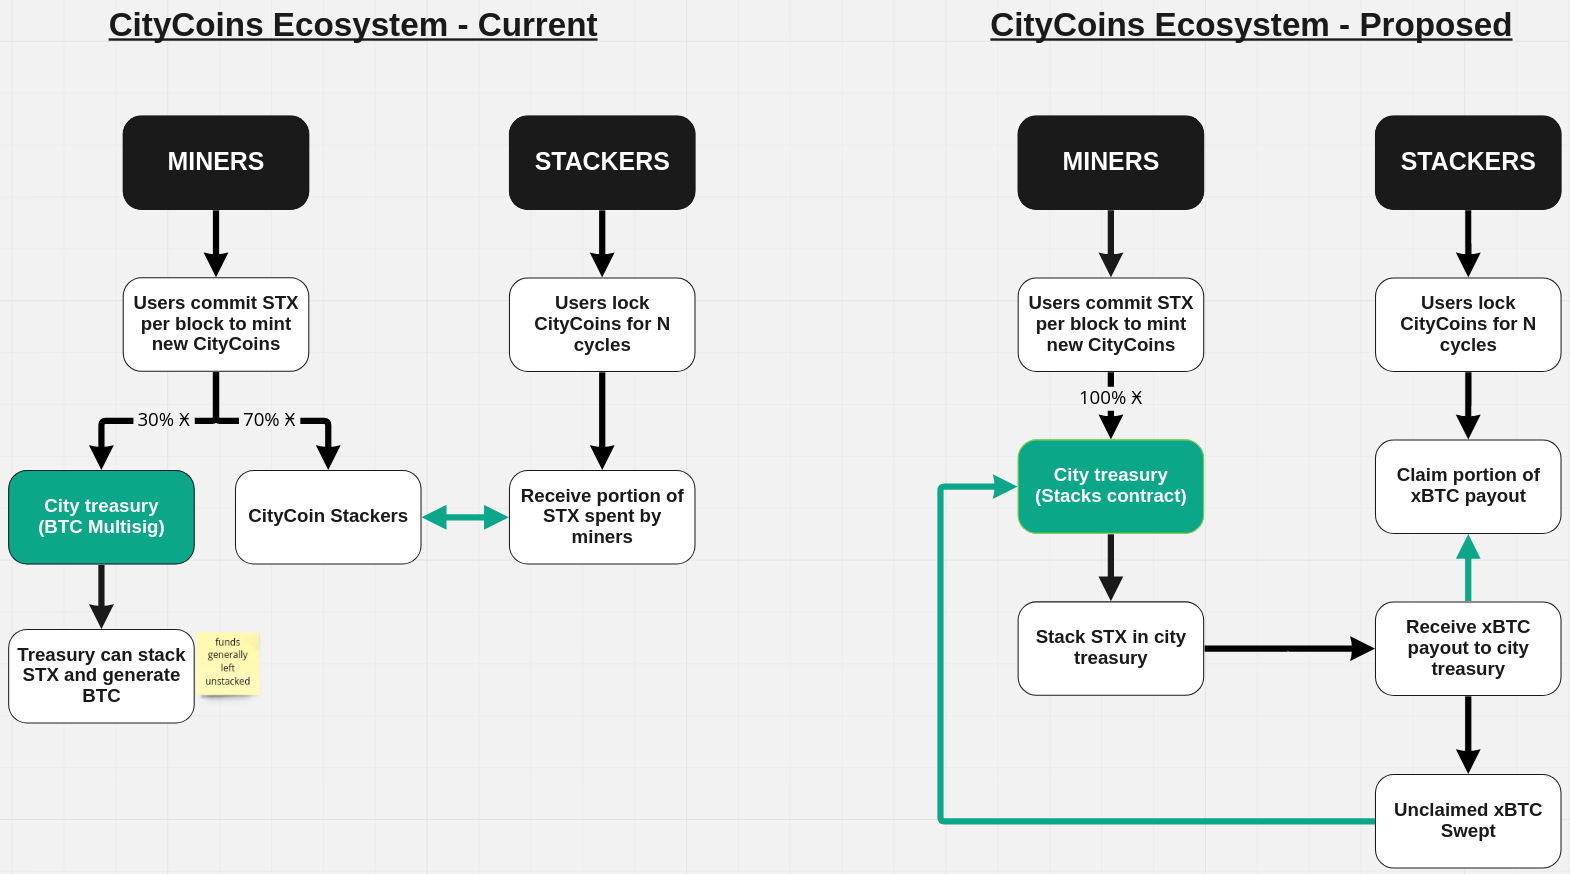 CityCoins Ecosystem - Current
MINERS
STACKERS
Users commit STX
per block to mint
new CityCoins
Users lock
CityCoins for N
cycles
30% Ӿ
70% Ӿ
City treasury
(BTC Multisig)
CityCoin Stackers
Receive portion of
STX spent by
miners
Treasury can stack
STX and generate
BTC
funds
generally
left
unstacked
CityCoins Ecosystem - Proposed
MINERS
STACKERS
Users commit STX
per block to mint
new CityCoins
Users lock
CityCoins for N
cycles
100% Ӿ
City treasury
(Stacks contract)
Claim portion of
xBTC payout
Stack STX in city
treasury
Receive xBTC
payout to city
treasury
Unclaimed xBTC
Swept